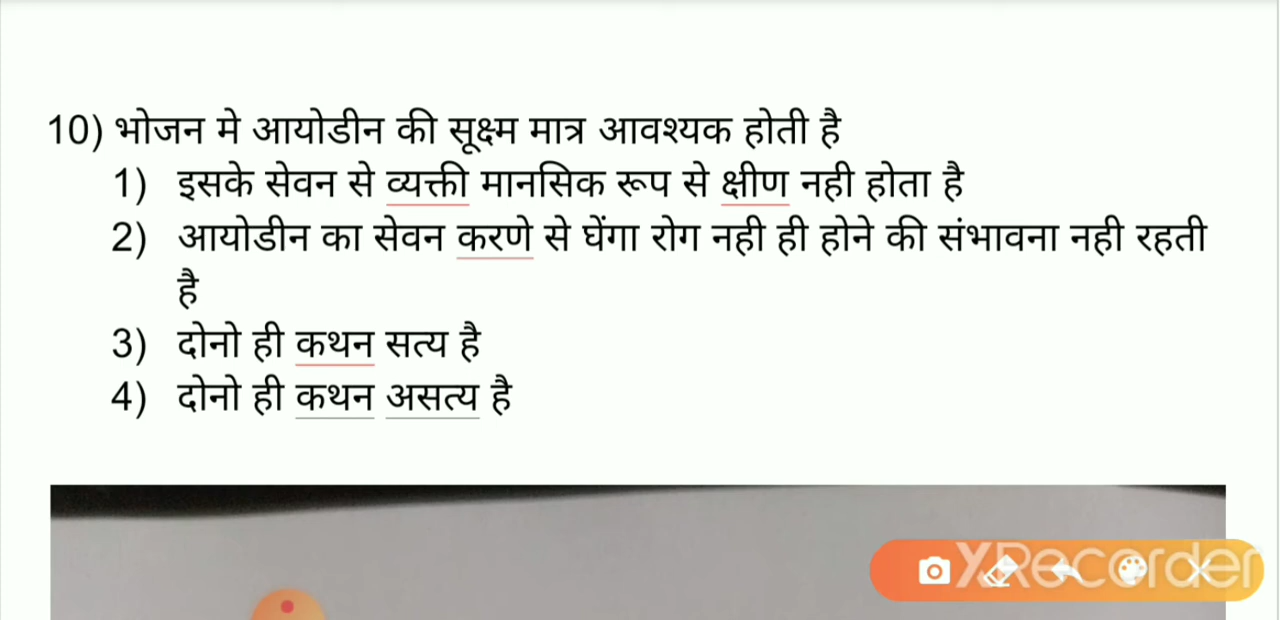 10) भोजन मे आयोडीन की सूक्ष्म मात्र आवश्यक होती है
1) इसके सेवन से व्यक्ती मानसिक रूप से क्षीण नही होता है
2) आयोडीन का सेवन करणे से घेंगा रोग नही ही होने की संभावना नही रहती
है
3) दोनो ही कथन सत्य है
4) दोनो ही कथन असत्य है
XRecorder